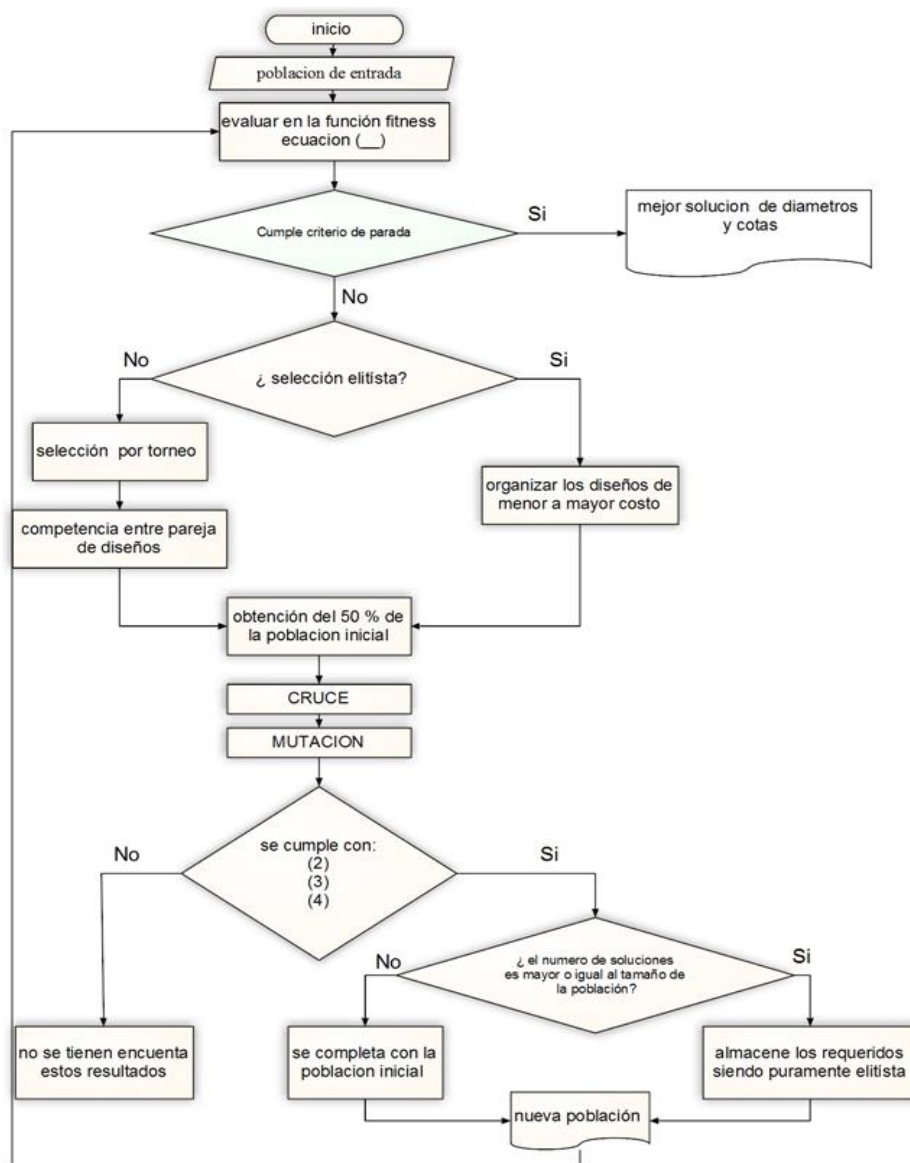 inicio
poblacion de entrada
evaluar en la función fitness
ecuacion (__)
Cumple criterio de parada
Si
mejor solucion de diametros
y cotas
No
¿ selección elitísta?
No
Si
selección por torneo
competencia entre pareja
de diseños
organizar los diseños de
menor a mayor costo
obtención del 50 % de
la poblacion inicial
CRUCE
MUTACION
se cumple con:
(2)
(3)
(4)
No
Si
¿ el numero de soluciones
es mayor o igual al tamaño de
la población?
No
Si
no se tienen encuenta
estos resultados
se completa con la
poblacion inicial
almacene los requeridos
siendo puramente elitista
nueva población